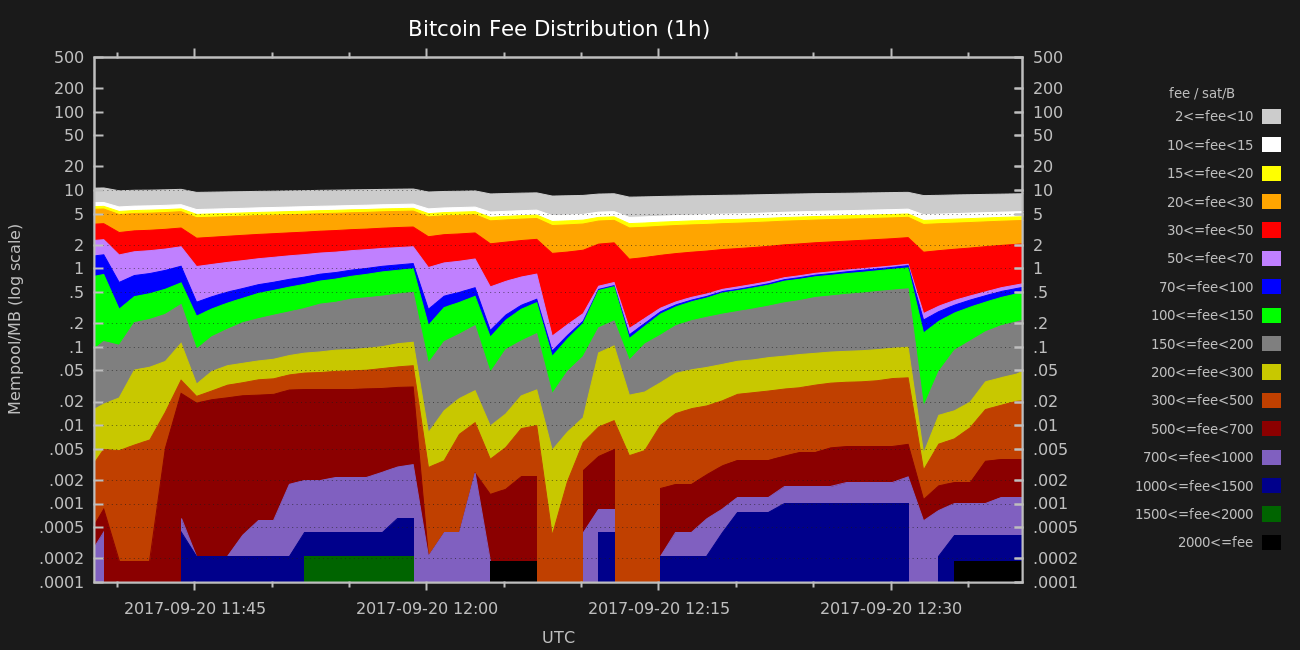 Bitcoin Fee Distribution (1h)
500 500
200 200
100 100
50 50
20 20
10 10
5 5
2 2
1 1
.5 .5
.2 .2
.1 .1
.05 .05
.02 .02
.01 .01
.005 .005
.002 .002
.001 .001
.0005 .0005
.0002 .0002
.0001 .0001
Mempool/MB (log scale)
2017-09-20 11:45 2017-09-20 12:00 2017-09-20 12:15 2017-09-20 12:30
UTC
fee / sat/B
2<=fee<10
10<=fee<15
15<=fee<20
20<=fee<30
30<=fee<50
50<=fee<70
70<=fee<100
100<=fee<150
150<=fee<200
200<=fee<300
300<=fee<500
500<=fee<700
700<=fee<1000
1000<=fee<1500
1500<=fee<2000
2000<=fee